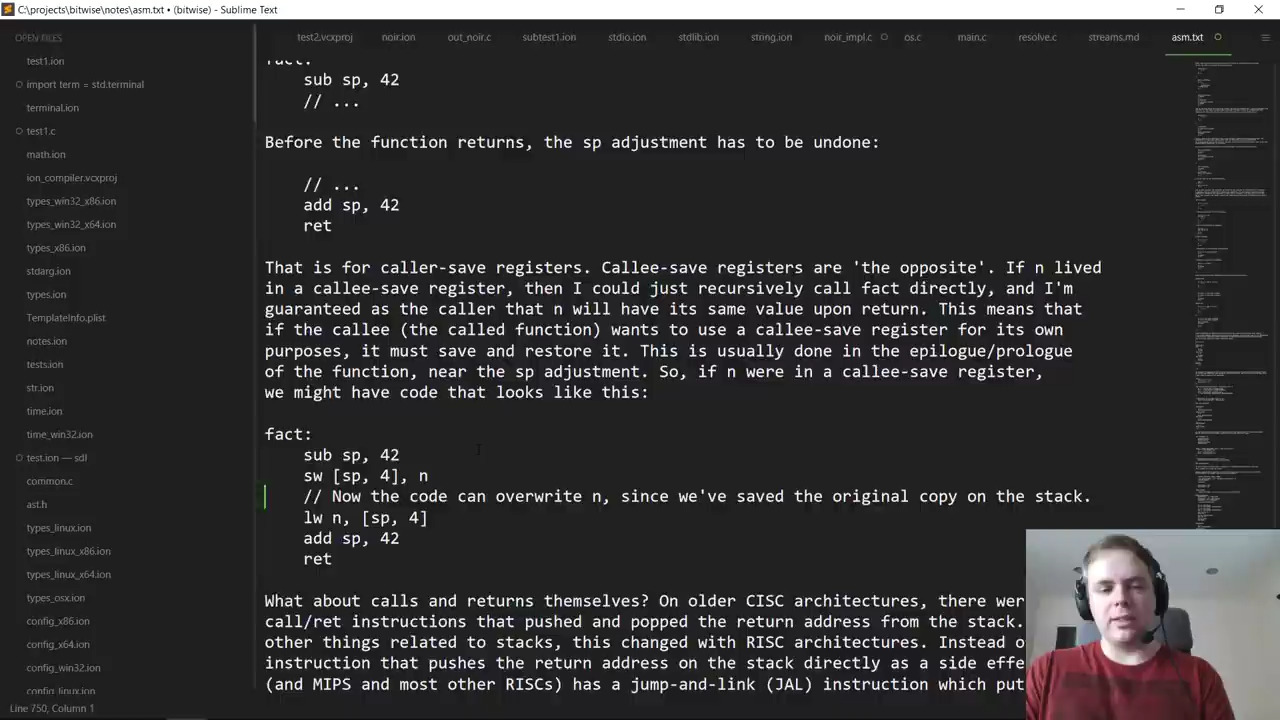 C:\projects\bitwise\notes\asm.txt • (bitwise) - Sublime Text
OPEN FILES
test1.ion
import term = std.terminal
terminal.ion
test1.c
math.ion
ion_compiler.vcxproj
types_win32_x86.ion
types_win32_x64.ion
types_x86.ion
stdarg.ion
types.ion
TemplateInfo.plist
notes.ion
tests.ion
str.ion
time.ion
time_win32.ion
test.ion — sdl
common.c
ast.h
types_linux.ion
types_linux_x86.ion
types_linux_x64.ion
types_osx.ion
config_x86.ion
config_x64.ion
config_win32.ion
config_linux.ion
test2.vcxproj noir.ion out_noir.c subtest1.ion stdio.ion stdlib.ion string.ion noir_impl.c os.c main.c resolve.c streams.md asm.txt
fact:
sub sp, 42
// ...
Before the function returns, the sp adjustment has to be undone:
// ...
add sp, 42
ret
That is for caller-save registers. Callee-save registers are 'the opposite'. If n lived
in a callee-save register, then I could just recursively call fact directly, and I'm
guaranteed as the caller that n will have its same value upon return. This means that
if the callee (the called function) wants to use a callee-save register for its own
purposes, it must save and restore it. This is usually done in the epilogue/prologue
of the function, near the sp adjustment. So, if n were in a callee-save register,
we might have code that looks like this:
fact:
sub sp, 42
sw [sp, 4], n
// Now the code can overwrite n, since we've saved the original copy on the stack.
lw n, [sp, 4]
add sp, 42
ret
What about calls and returns themselves? On older CISC architectures, there wer
call/ret instructions that pushed and popped the return address from the stack.
other things related to stacks, this changed with RISC architectures. Instead o
instruction that pushes the return address on the stack directly as a side effe
(and MIPS and most other RISCs) has a jump-and-link (JAL) instruction which put
Line 750, Column 1